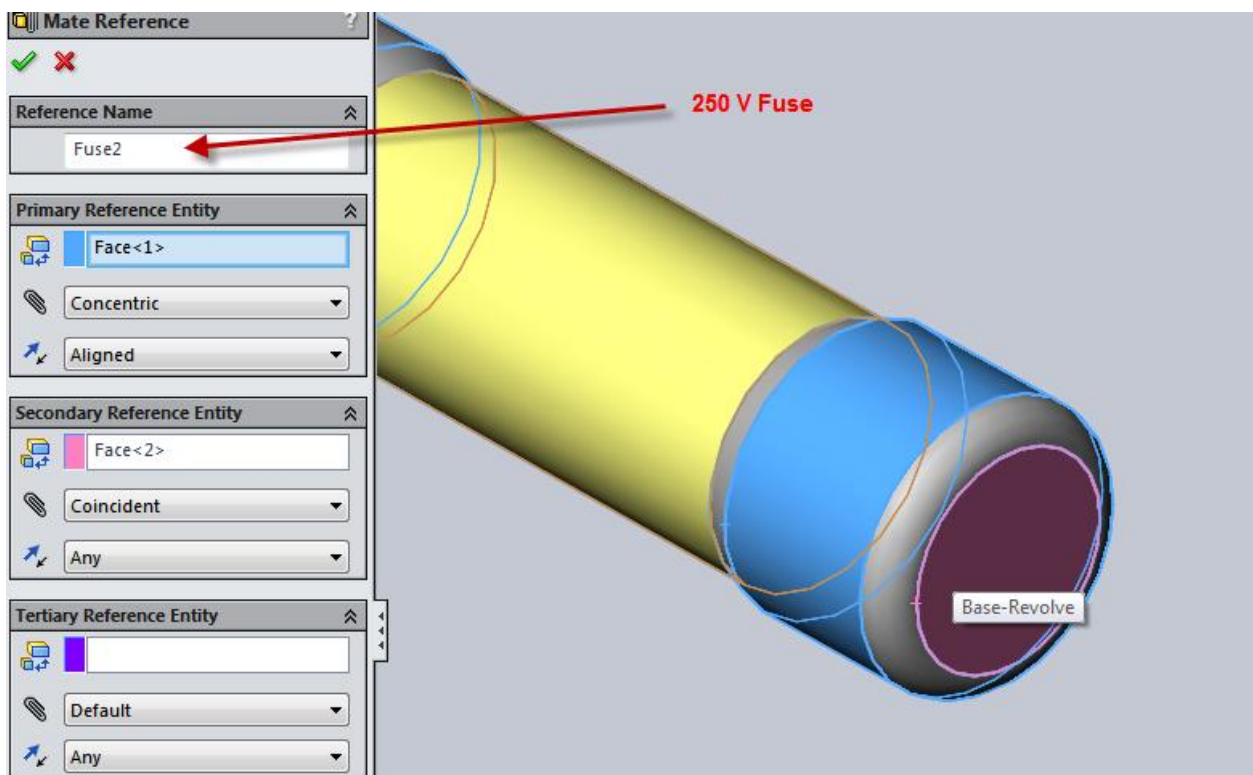 Mate Reference ?
Reference Name
Fuse2
250 V Fuse
Primary Reference Entity
Face<1>
Concentric
Aligned
Secondary Reference Entity
Face<2>
Coincident
Any
Tertiary Reference Entity
Default
Any
Base-Revolve